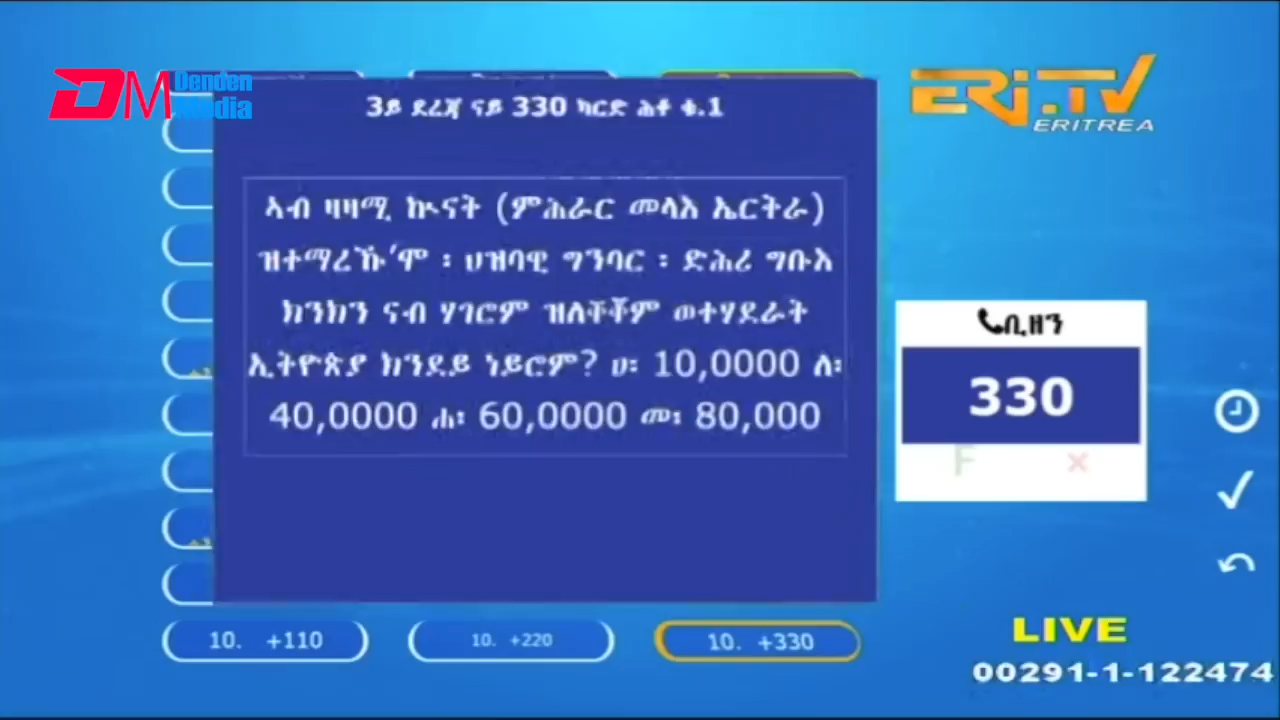 DM Denden Media
ERi.TV
ERITREA
3ይ ደረጃ ናይ 330 ካርድ ሕቶ ቁ.1
ኣብ ዛዛሚ ኲናት (ምሕራር መላእ ኤርትራ)
ዝተማረኹ’ሞ ፡ ህዝባዊ ግንባር ፡ ድሕሪ ግቡእ
ክንክን ናብ ሃገሮም ዝለቸቾም ወተሃደራት
ኢትዮጵያ ክንደይ ነይሮም? ሀ፡ 10,0000 ለ፡
40,0000 ሐ፡ 60,0000 መ፡ 80,000
ቢዘን
330
F ×
10. +110
10. +220
10. +330
LIVE
00291-1-122474